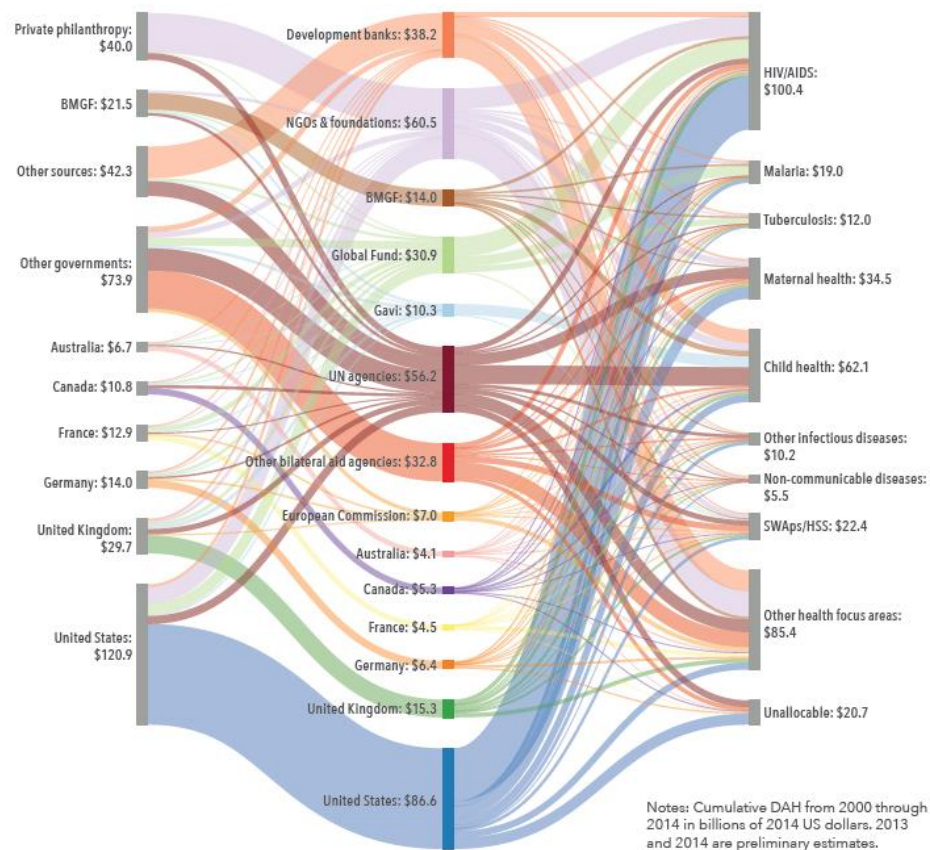 Private philanthropy:
$40.0
BMGF: $21.5
Other sources: $42.3
Other governments:
$73.9
Australia: $6.7
Canada: $10.8
France: $12.9
Germany: $14.0
United Kingdom:
$29.7
United States:
$120.9
Development banks: $38.2
NGOs & foundations: $60.5
BMGF: $14.0
Global Fund: $30.9
Gavi: $10.3
UN agencies: $56.2
Other bilateral aid agencies: $32.8
European Commission: $7.0
Australia: $4.1
Canada: $5.3
France: $4.5
Germany: $6.4
United Kingdom: $15.3
United States: $86.6
HIV/AIDS:
$100.4
Malaria: $19.0
Tuberculosis: $12.0
Maternal health: $34.5
Child health: $62.1
Other infectious diseases:
$10.2
Non-communicable diseases:
$5.5
SWAps/HSS: $22.4
Other health focus areas:
$85.4
Unallocable: $20.7
Notes: Cumulative DAH from 2000 through
2014 in billions of 2014 US dollars. 2013
and 2014 are preliminary estimates.